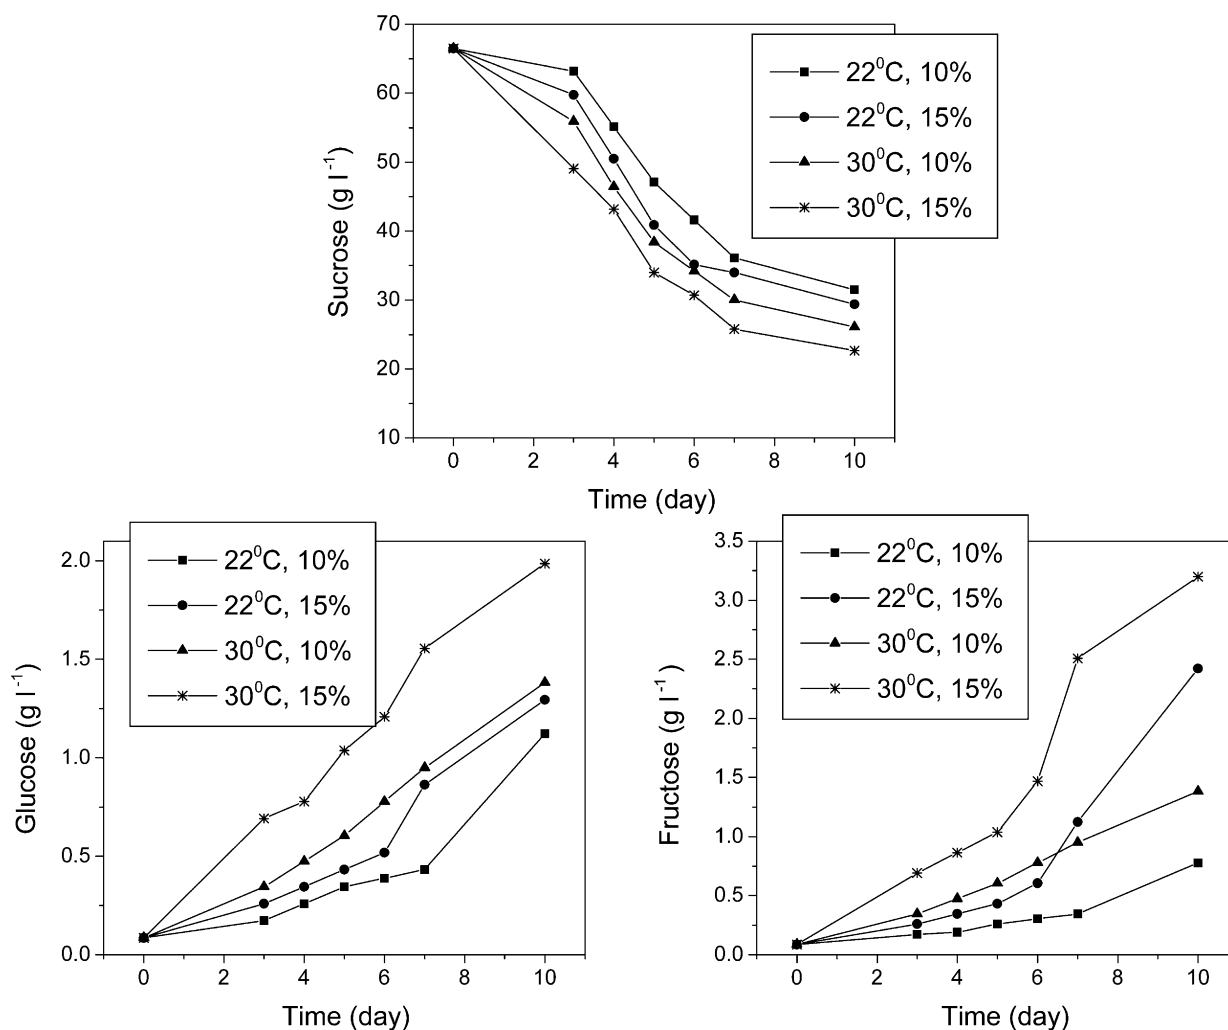 70
60
50
40
30
20
10
Sucrose (g l⁻¹)
22⁰C, 10%
22⁰C, 15%
30⁰C, 10%
30⁰C, 15%
0 2 4 6 8 10
Time (day)
2.0
1.5
1.0
0.5
0.0
Glucose (g l⁻¹)
22⁰C, 10%
22⁰C, 15%
30⁰C, 10%
30⁰C, 15%
0 2 4 6 8 10
Time (day)
3.5
3.0
2.5
2.0
1.5
1.0
0.5
0.0
Fructose (g l⁻¹)
22⁰C, 10%
22⁰C, 15%
30⁰C, 10%
30⁰C, 15%
0 2 4 6 8 10
Time (day)